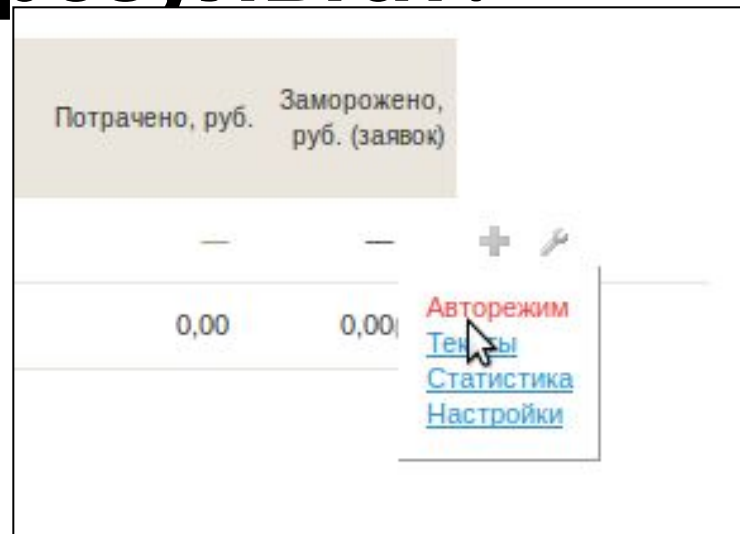 Потрачено, руб.
Заморожено,
руб. (заявок)
— —
0,00 0,00
Авторежим
Статистика
Настройки